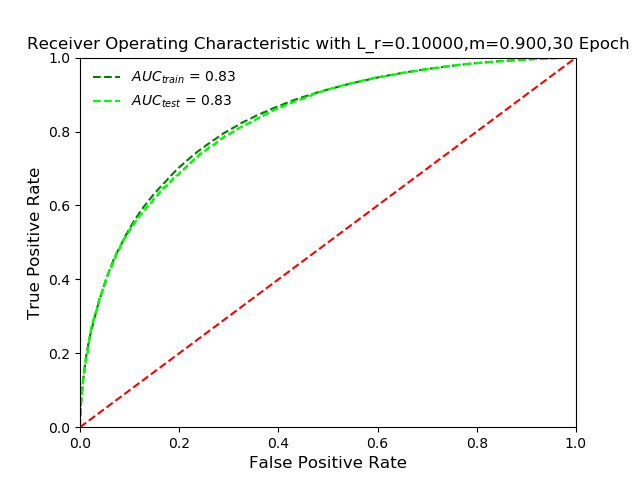 Receiver Operating Characteristic with L_r=0.10000,m=0.900,30 Epoch
AUC_train = 0.83
AUC_test = 0.83
True Positive Rate
1.0
0.8
0.6
0.4
0.2
0.0
0.0 0.2 0.4 0.6 0.8 1.0
False Positive Rate